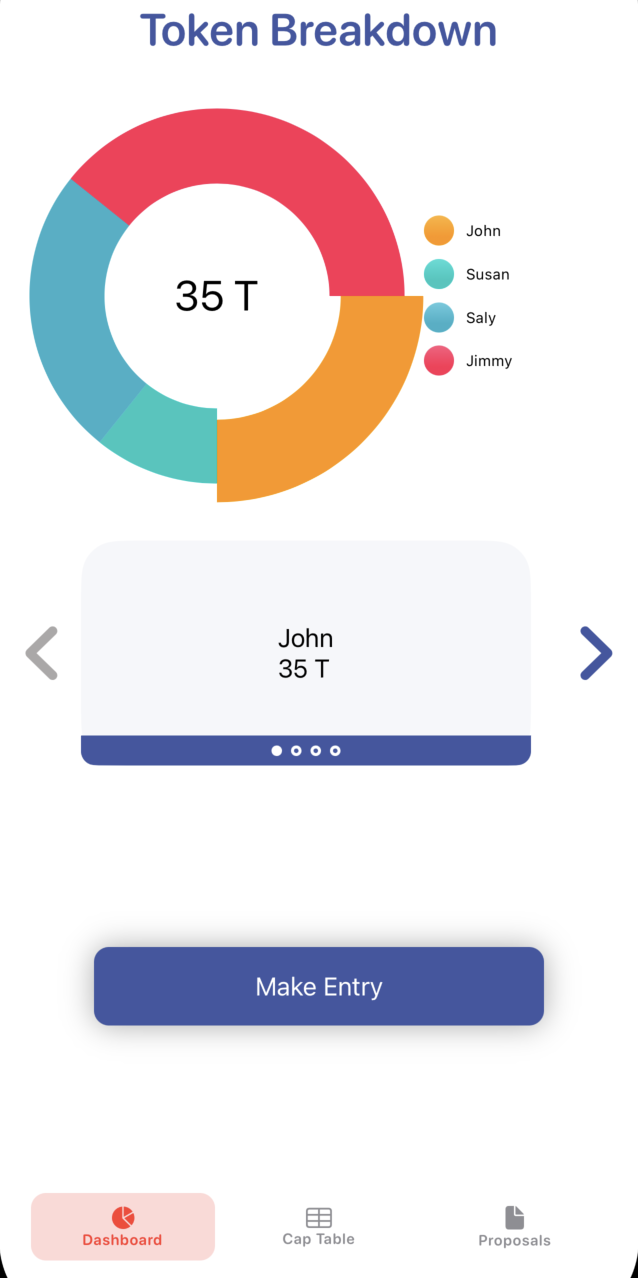 Token Breakdown
35 T
John
Susan
Saly
Jimmy
John
35 T
Make Entry
Dashboard
Cap Table
Proposals